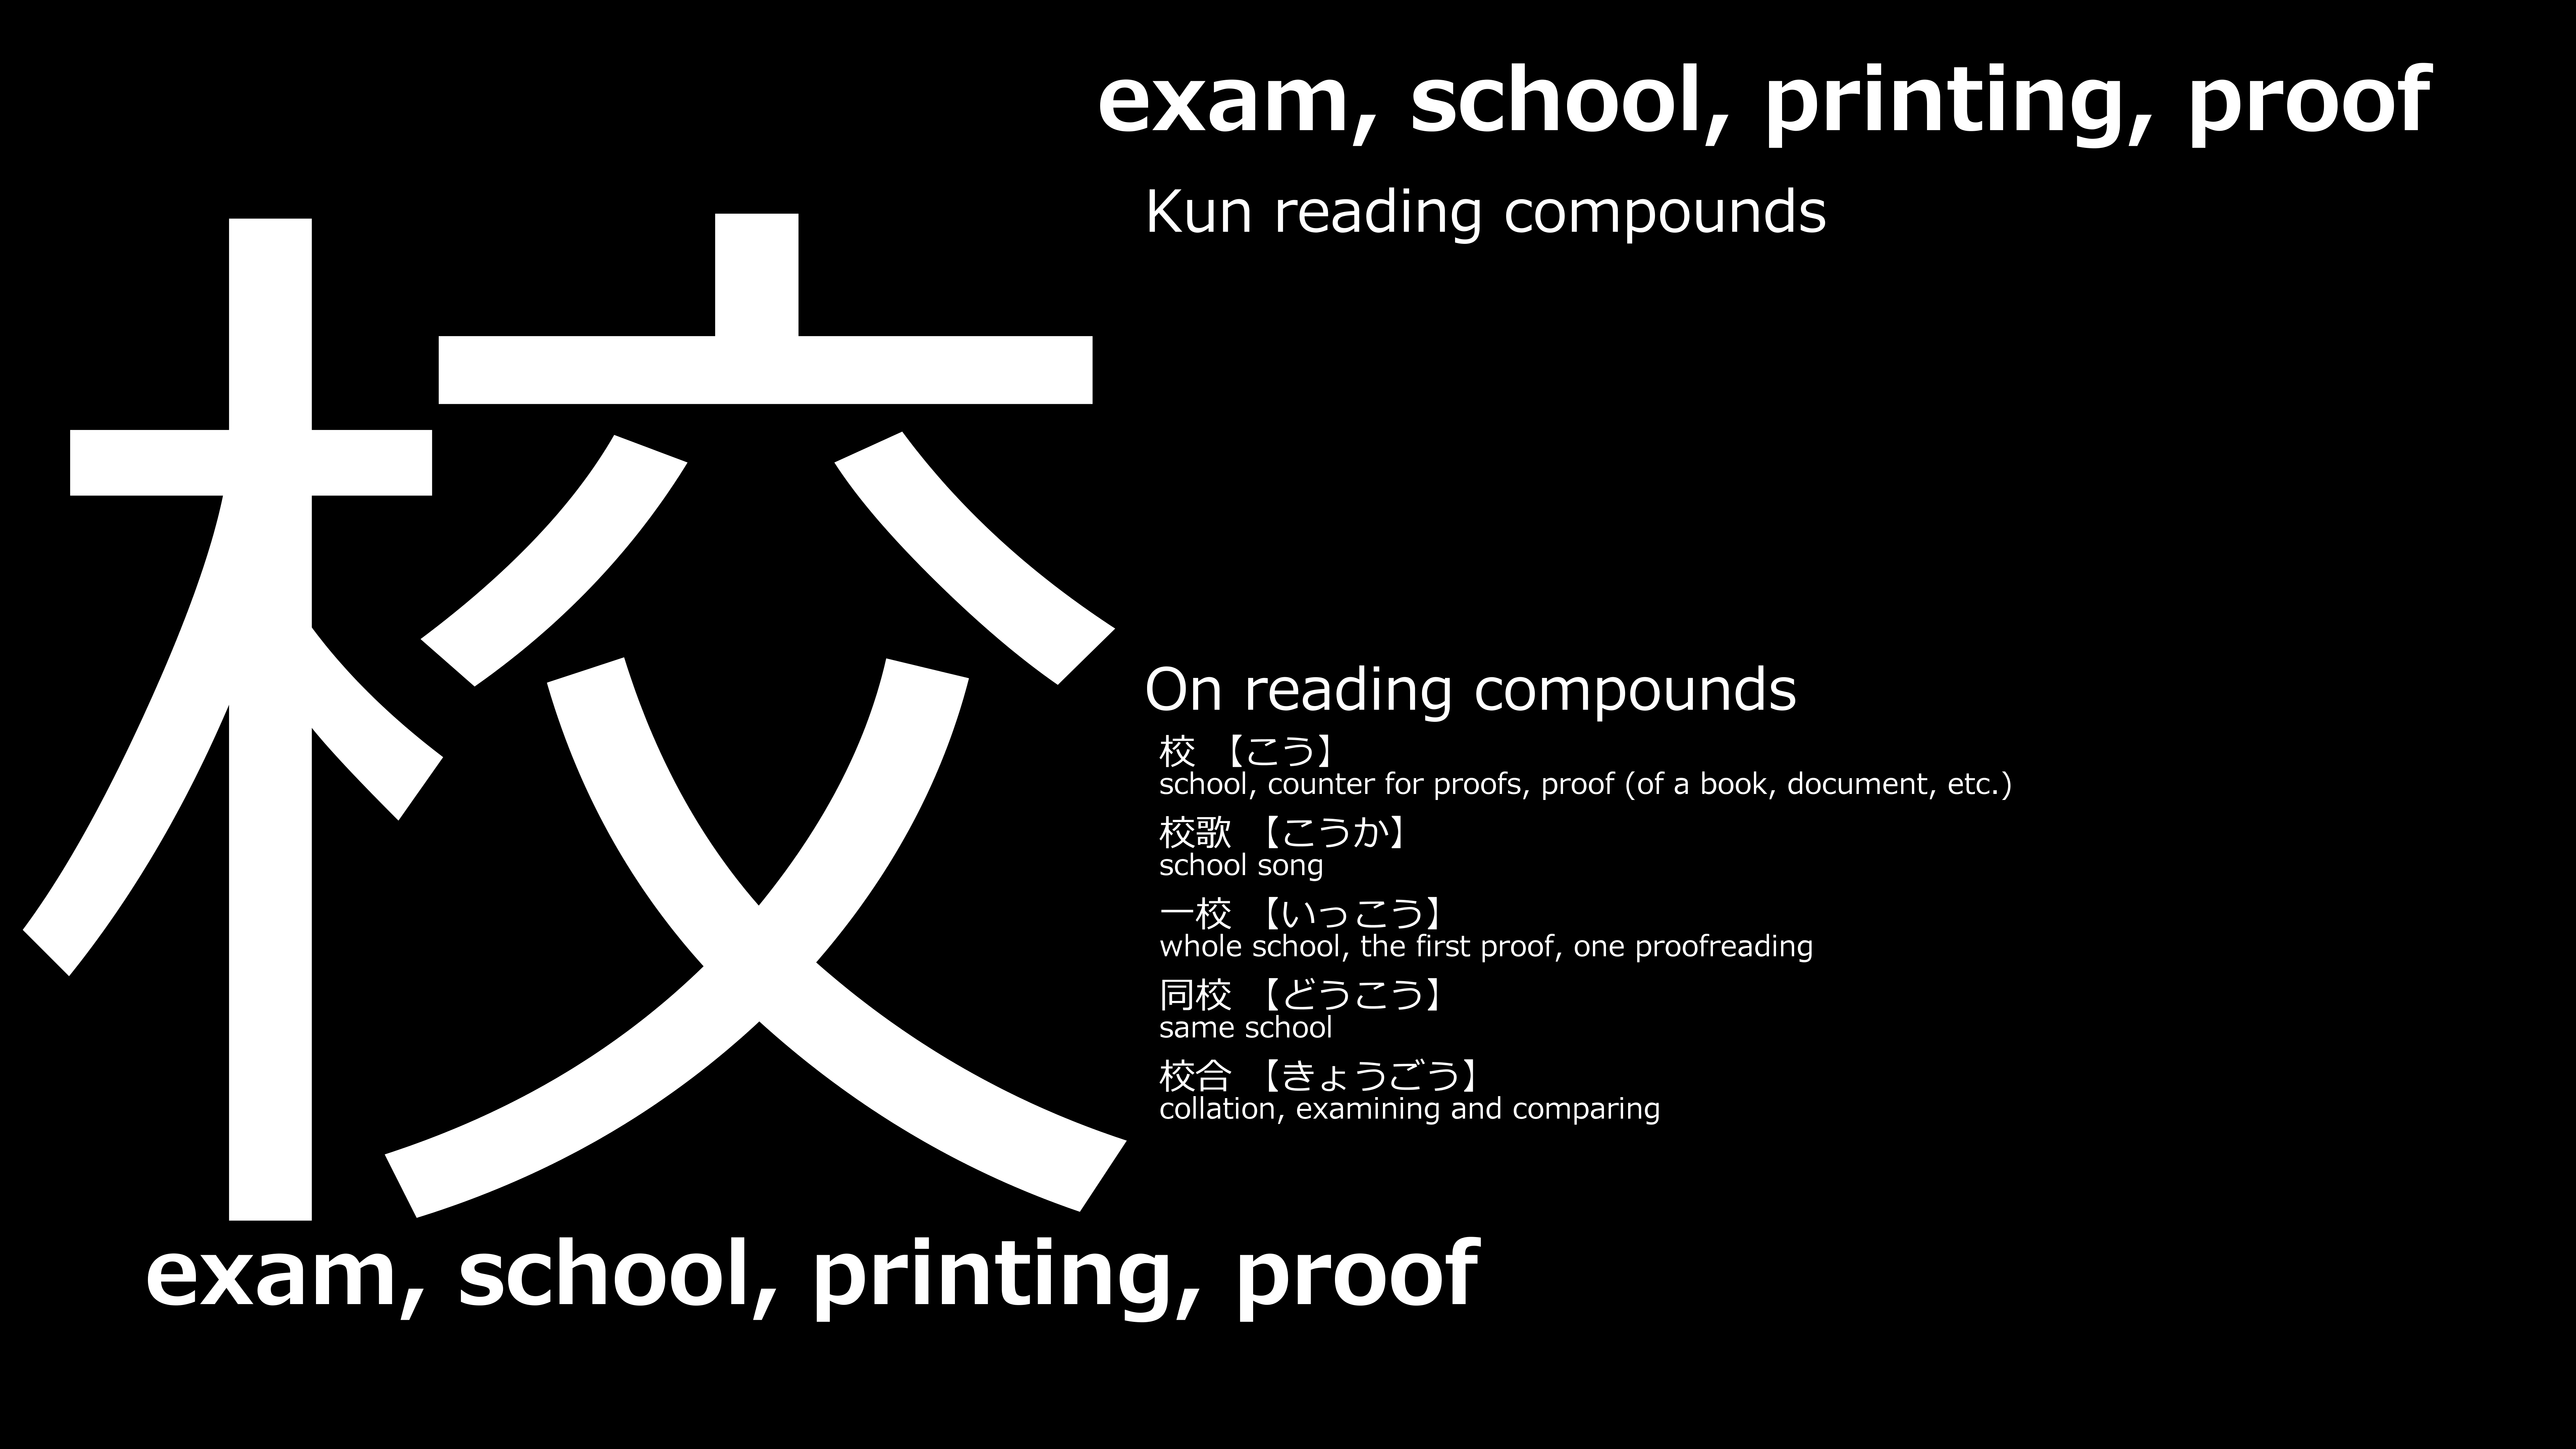 exam, school, printing, proof
Kun reading compounds
校
On reading compounds
校 【こう】
school, counter for proofs, proof (of a book, document, etc.)
校歌 【こうか】
school song
一校 【いっこう】
whole school, the first proof, one proofreading
同校 【どうこう】
same school
校合 【きょうごう】
collation, examining and comparing
exam, school, printing, proof